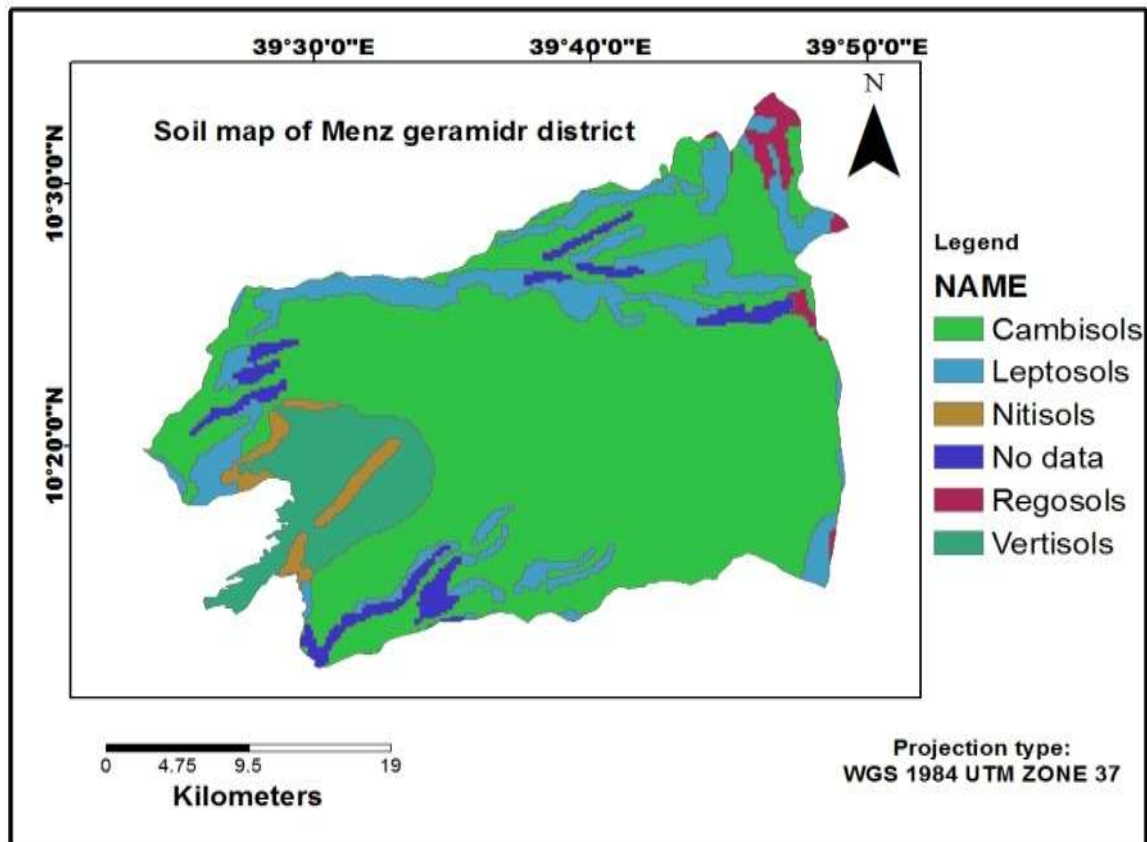 39°30'0"E 39°40'0"E 39°50'0"E
N
Soil map of Menz geramidr district
10°30'0"N
10°20'0"N
Legend
NAME
Cambisols
Leptosols
Nitisols
No data
Regosols
Vertisols
0 4.75 9.5 19
Kilometers
Projection type:
WGS 1984 UTM ZONE 37